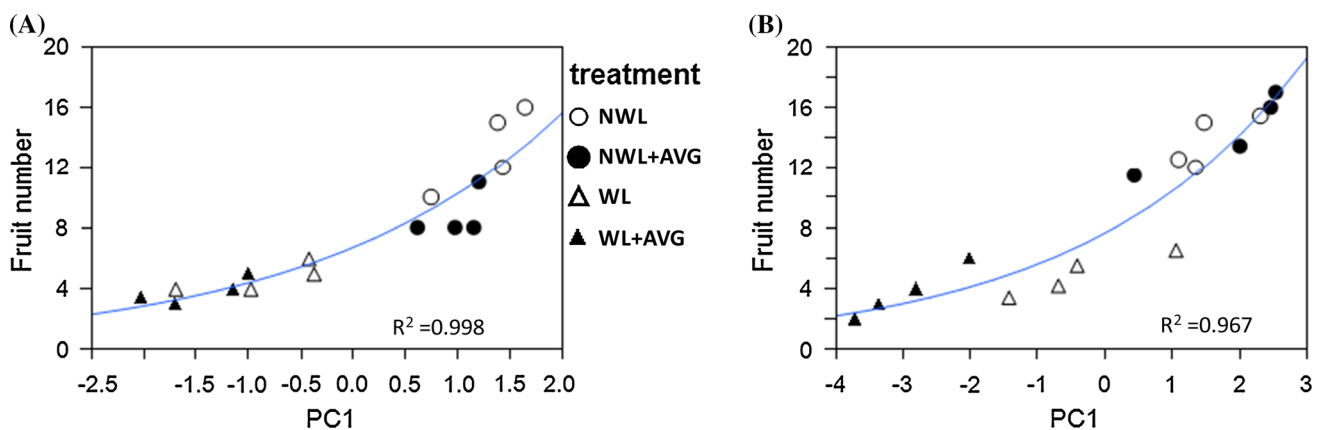 (A)
20
16
12
8
4
0
Fruit number
-2.5 -1.5 -1.0 -0.5 0.0 0.5 1.0 1.5 2.0
PC1
R² =0.998
treatment
NWL
NWL+AVG
WL
WL+AVG
(B)
20
16
12
8
4
0
Fruit number
-4 -3 -2 -1 0 1 2 3
PC1
R² =0.967